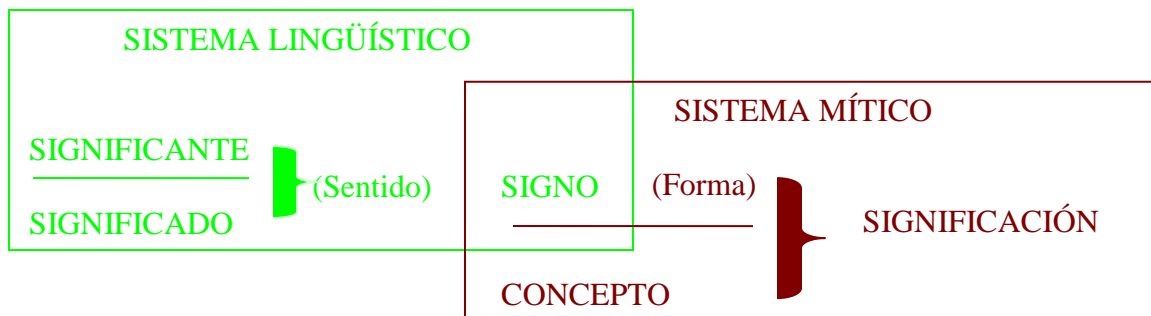 SISTEMA LINGÜÍSTICO
SISTEMA MÍTICO
SIGNIFICANTE
(Sentido)
SIGNO
(Forma)
SIGNIFICADO
SIGNIFICACIÓN
CONCEPTO